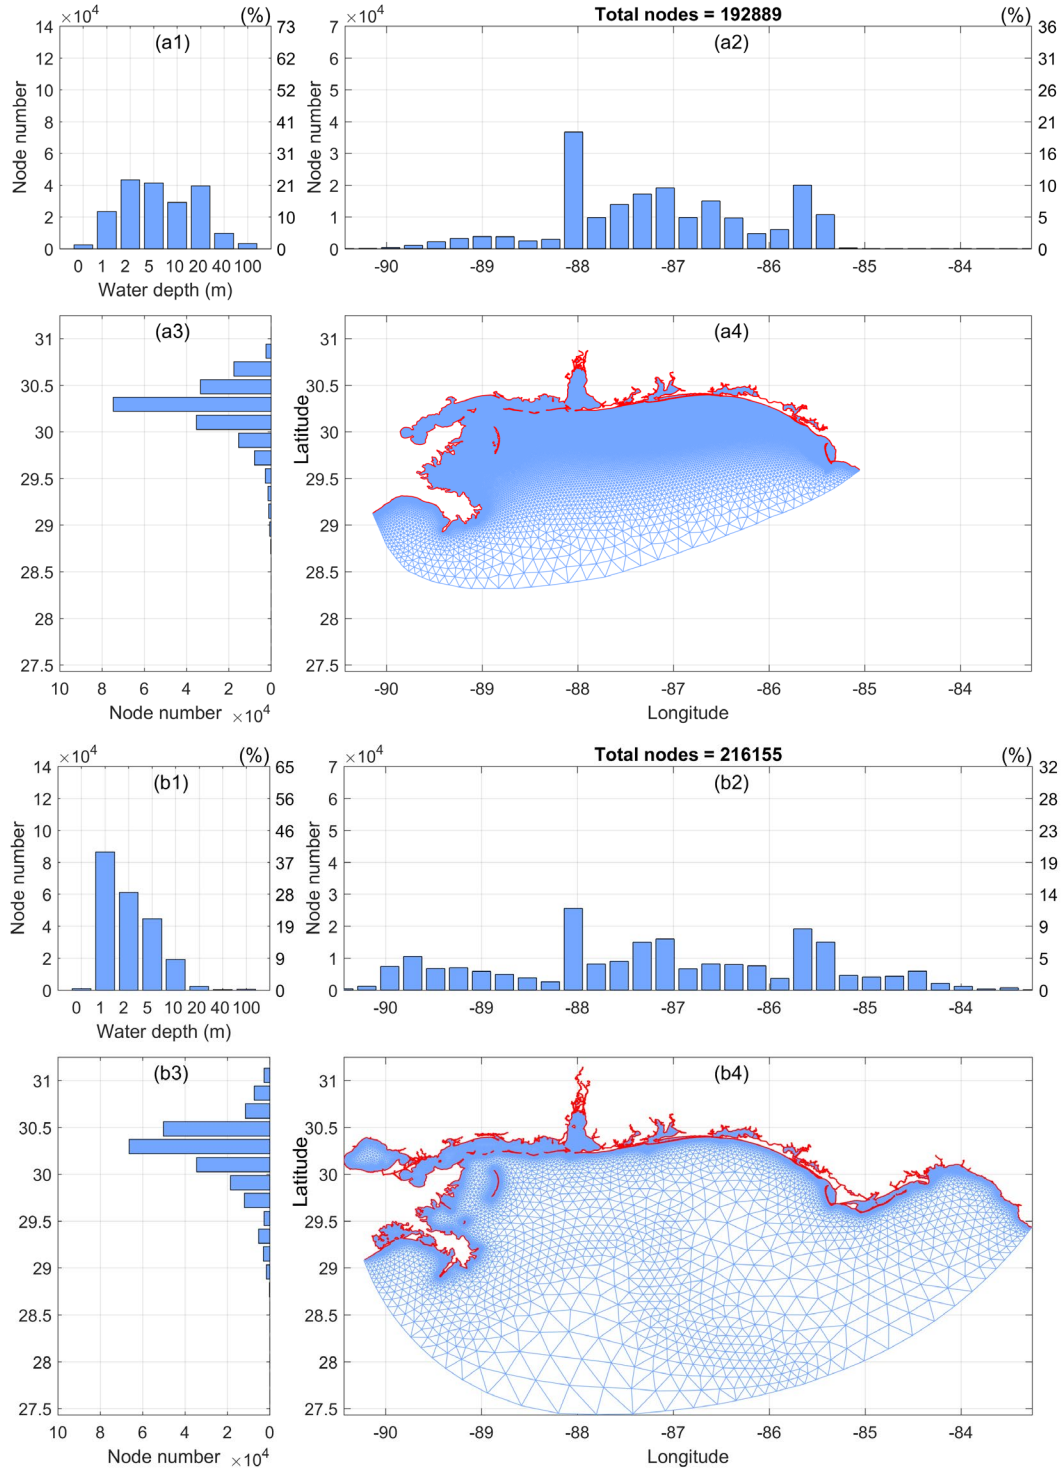 ×10⁴ (%) ×10⁴ Total nodes = 192889 (%)
14 73 7 36
(a1) (a2)
12 62 6 31
10 52 5 26
8 41 4 21
6 31 3 16
4 21 2 10
2 10 1 5
0 0 0 0
Node number
Node number
0 1 2 5 10 20 40 100
-90 -89 -88 -87 -86 -85 -84
Water depth (m)
(a3) (a4)
31 31
30.5 30.5
30 30
29.5 29.5
29 29
28.5 28.5
28 28
27.5 27.5
Latitude
10 8 6 4 2 0
-90 -89 -88 -87 -86 -85 -84
Node number ×10⁴
Longitude
×10⁴ (%) ×10⁴ Total nodes = 216155 (%)
14 65 7 32
(b1) (b2)
12 56 6 28
10 46 5 23
8 37 4 18
6 28 3 14
4 19 2 9
2 9 1 5
0 0 0 0
Node number
Node number
0 1 2 5 10 20 40 100
-90 -89 -88 -87 -86 -85 -84
Water depth (m)
(b3) (b4)
31 31
30.5 30.5
30 30
29.5 29.5
29 29
28.5 28.5
28 28
27.5 27.5
Latitude
10 8 6 4 2 0
-90 -89 -88 -87 -86 -85 -84
Node number ×10⁴
Longitude